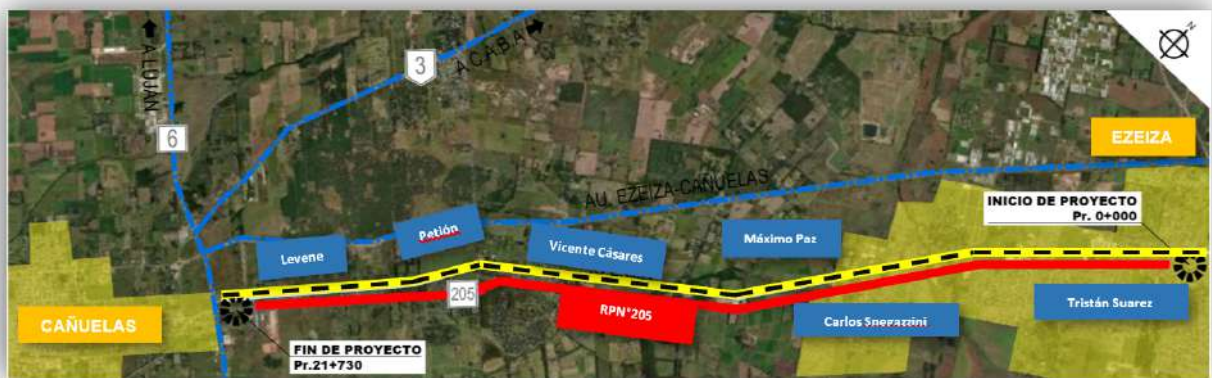 A LUJÁN
6
3
A C.A.B.A
N
EZEIZA
AU. EZEIZA-CAÑUELAS
INICIO DE PROYECTO
Pr. 0+000
Petión
Levene
Vicente Cásares
Máximo Paz
205
RPN°205
Carlos Spegazzini
Tristán Suarez
CAÑUELAS
FIN DE PROYECTO
Pr.21+730